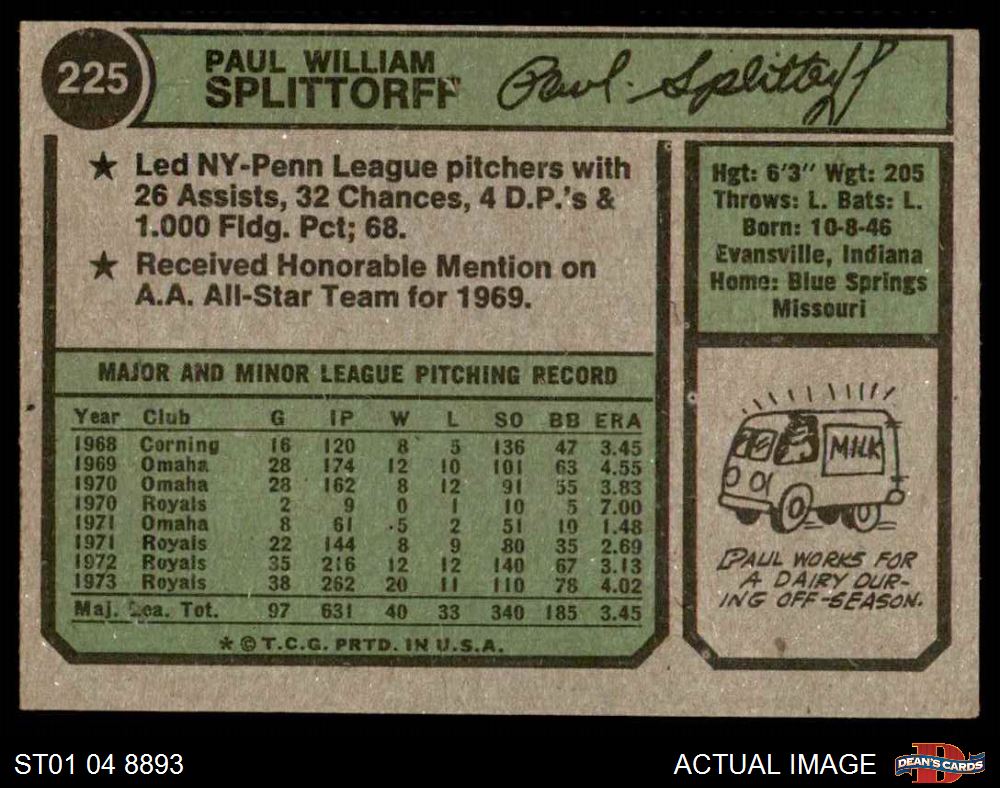 225
PAUL WILLIAM
SPLITTORFF
Paul Splittorff
★ Led NY-Penn League pitchers with
26 Assists, 32 Chances, 4 D.P.'s &
1.000 Fldg. Pct; 68.
★ Received Honorable Mention on
A.A. All-Star Team for 1969.
Hgt: 6'3" Wgt: 205
Throws: L. Bats: L.
Born: 10-8-46
Evansville, Indiana
Home: Blue Springs
Missouri
MAJOR AND MINOR LEAGUE PITCHING RECORD
Year Club G IP W L SO BB ERA
1968 Corning 16 120 8 5 136 47 3.45
1969 Omaha 28 174 12 10 101 63 4.55
1970 Omaha 28 162 8 12 91 55 3.83
1970 Royals 2 9 0 1 10 5 7.00
1971 Omaha 8 61 5 2 51 19 1.48
1971 Royals 22 144 8 9 80 35 2.69
1972 Royals 35 216 12 12 140 67 3.13
1973 Royals 38 262 20 11 110 78 4.02
Maj. Lea. Tot. 97 631 40 33 340 185 3.45
* © T.C.G. PRTD. IN U.S.A.
MILK
PAUL WORKS FOR
A DAIRY DUR-
ING OFF-SEASON.
ST01 04 8893
ACTUAL IMAGE
D
DEAN'S CARDS